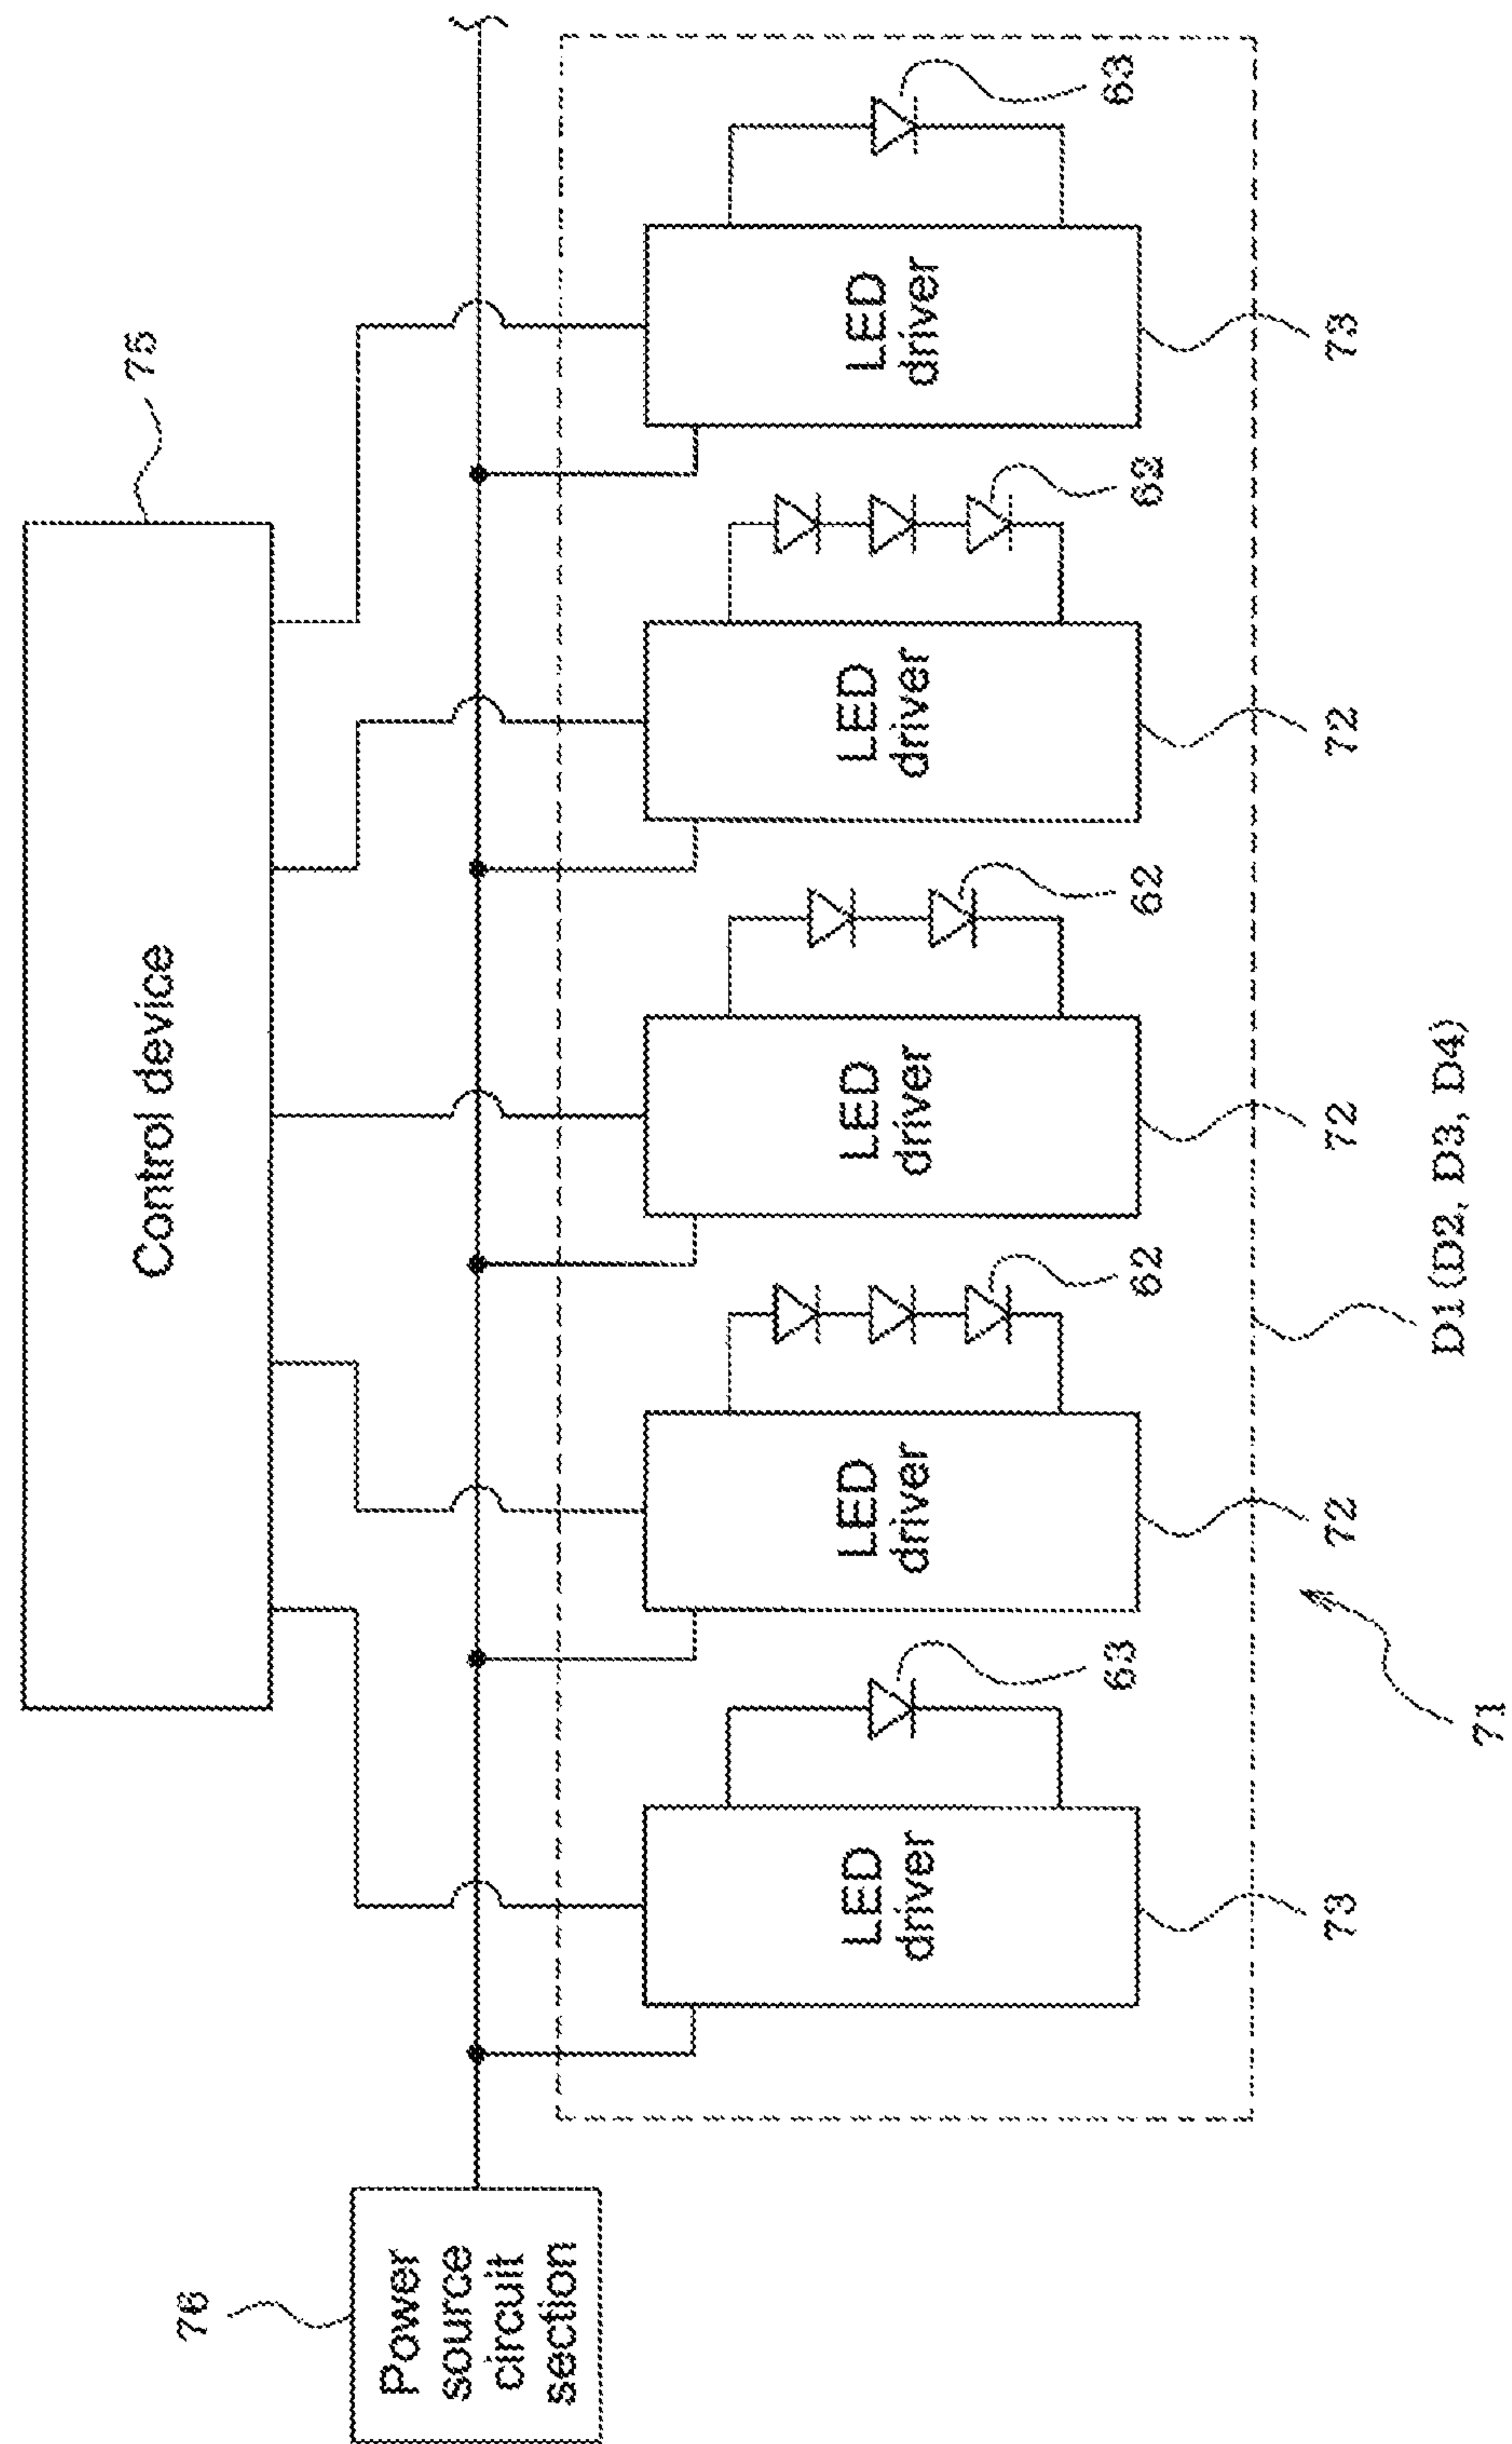 75
Control device
76
Power
source
circuit
section
LED
driver
LED
driver
LED
driver
LED
driver
LED
driver
63
62
62
62
63
73
72
72
72
73
71
D1(D2, D3, D4)